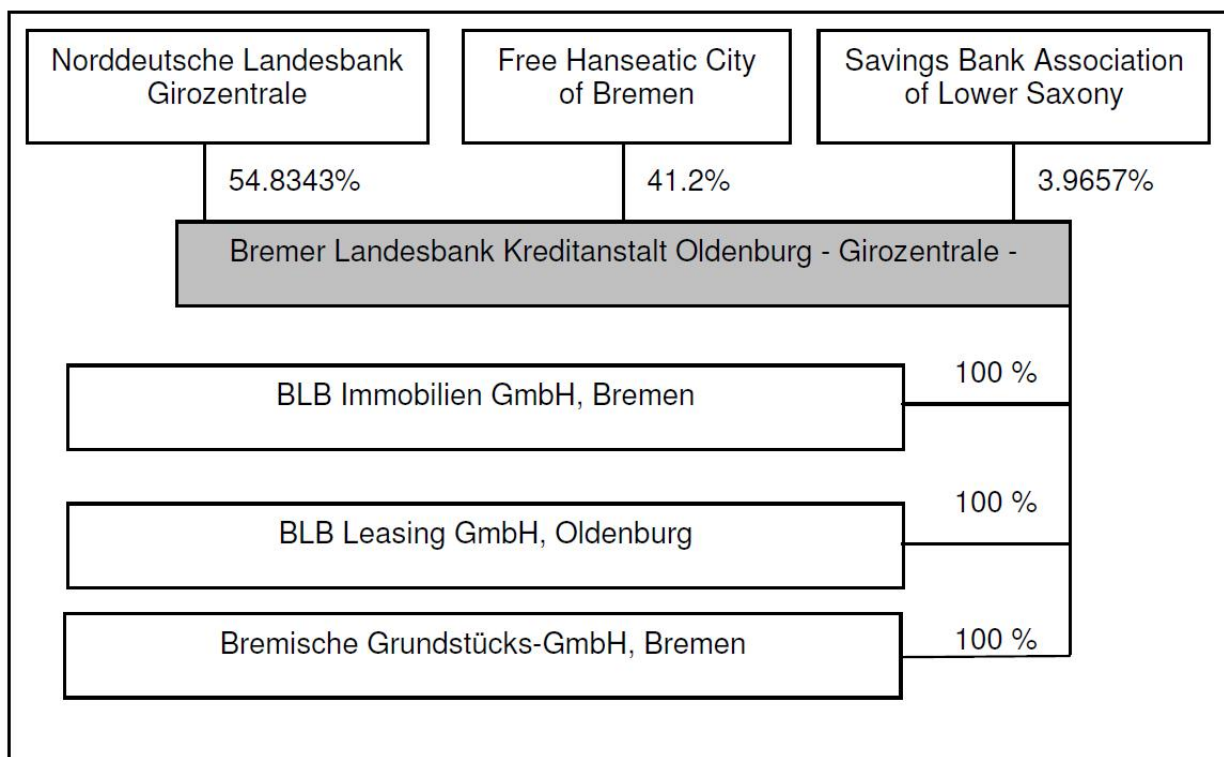 Norddeutsche Landesbank
Girozentrale
Free Hanseatic City
of Bremen
Savings Bank Association
of Lower Saxony
54.8343%
41.2%
3.9657%
Bremer Landesbank Kreditanstalt Oldenburg - Girozentrale -
100 %
BLB Immobilien GmbH, Bremen
100 %
BLB Leasing GmbH, Oldenburg
100 %
Bremische Grundstücks-GmbH, Bremen